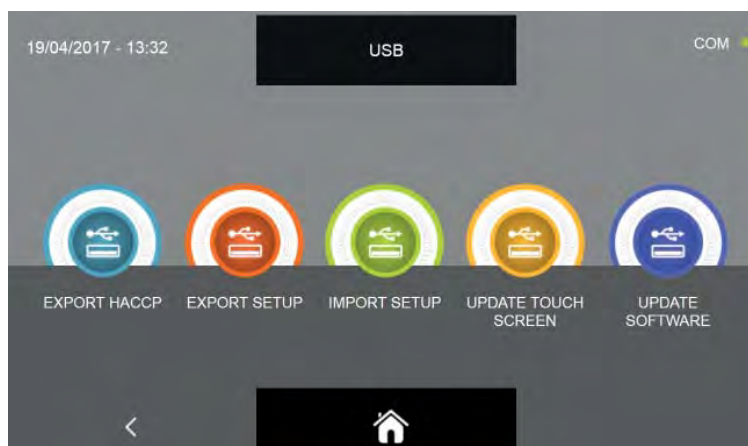 19/04/2017 - 13:32
USB
COM
EXPORT HACCP
EXPORT SETUP
IMPORT SETUP
UPDATE TOUCH
SCREEN
UPDATE
SOFTWARE